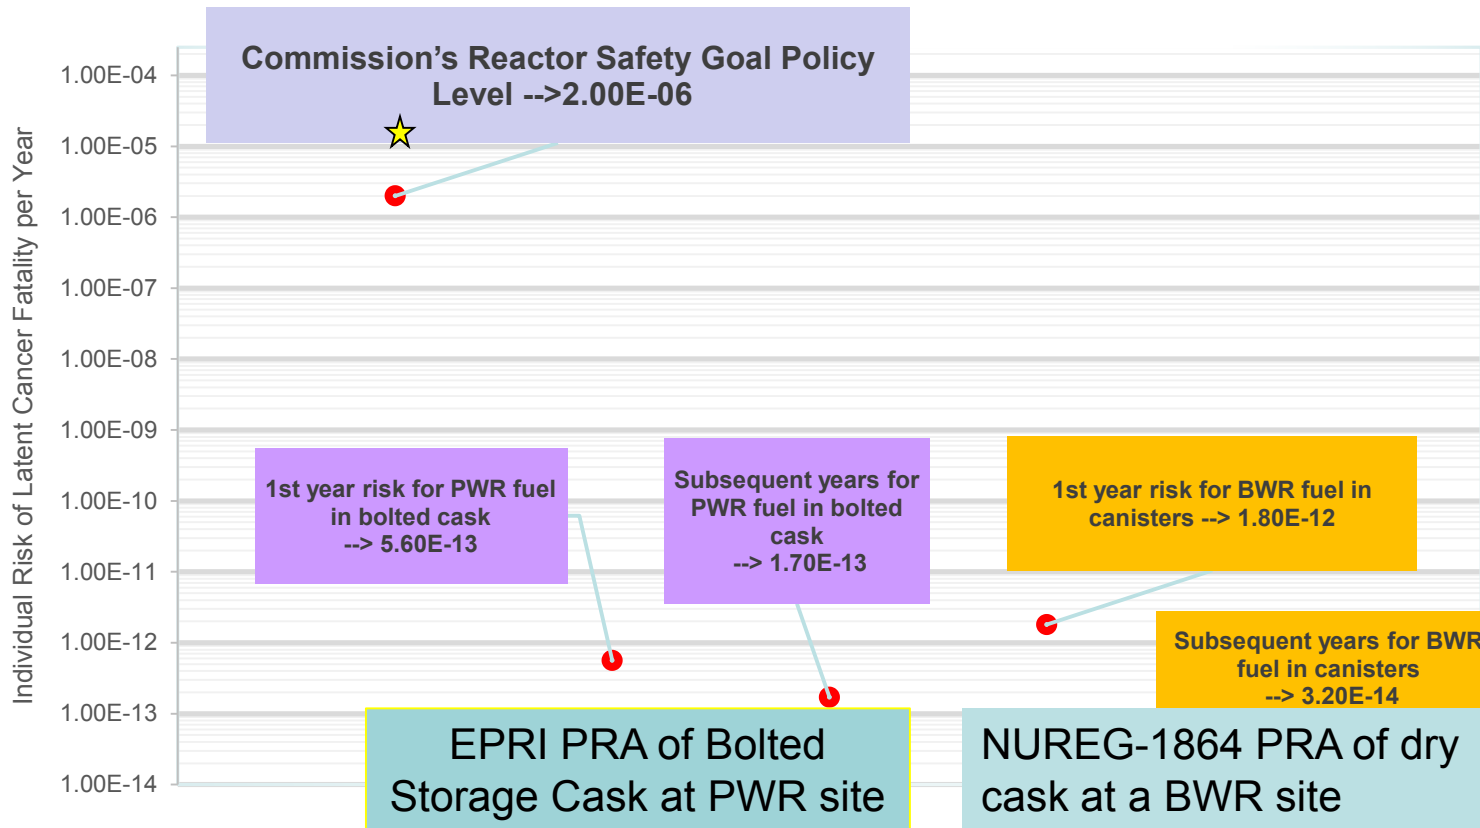 Commission’s Reactor Safety Goal Policy
Level -->2.00E-06
Individual Risk of Latent Cancer Fatality per Year
1.00E-04
1.00E-05
1.00E-06
1.00E-07
1.00E-08
1.00E-09
1.00E-10
1.00E-11
1.00E-12
1.00E-13
1.00E-14
1st year risk for PWR fuel
in bolted cask
--> 5.60E-13
Subsequent years for
PWR fuel in bolted
cask
--> 1.70E-13
1st year risk for BWR fuel in
canisters --> 1.80E-12
Subsequent years for BWR
fuel in canisters
--> 3.20E-14
EPRI PRA of Bolted
Storage Cask at PWR site
NUREG-1864 PRA of dry
cask at a BWR site